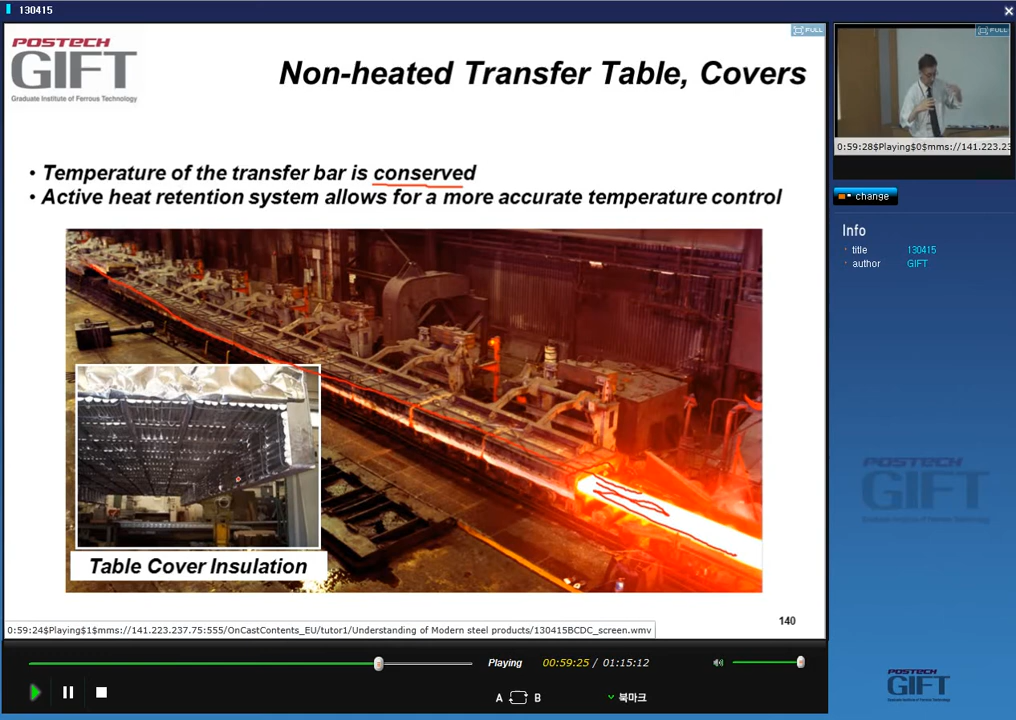 130415
FULL
POSTECH
GIFT
Graduate Institute of Ferrous Technology
Non-heated Transfer Table, Covers
• Temperature of the transfer bar is conserved
• Active heat retention system allows for a more accurate temperature control
Table Cover Insulation
140
0:59:24$Playing$1$mms://141.223.237.75:555/OnCastContents_EU/tutor1/Understanding of Modern steel products/130415BCDC_screen.wmv
Playing
00:59:25 / 01:15:12
A B
북마크
FULL
0:59:28$Playing$0$mms://141.223.23
change
Info
title 130415
author GIFT
POSTECH
GIFT
POSTECH
GIFT